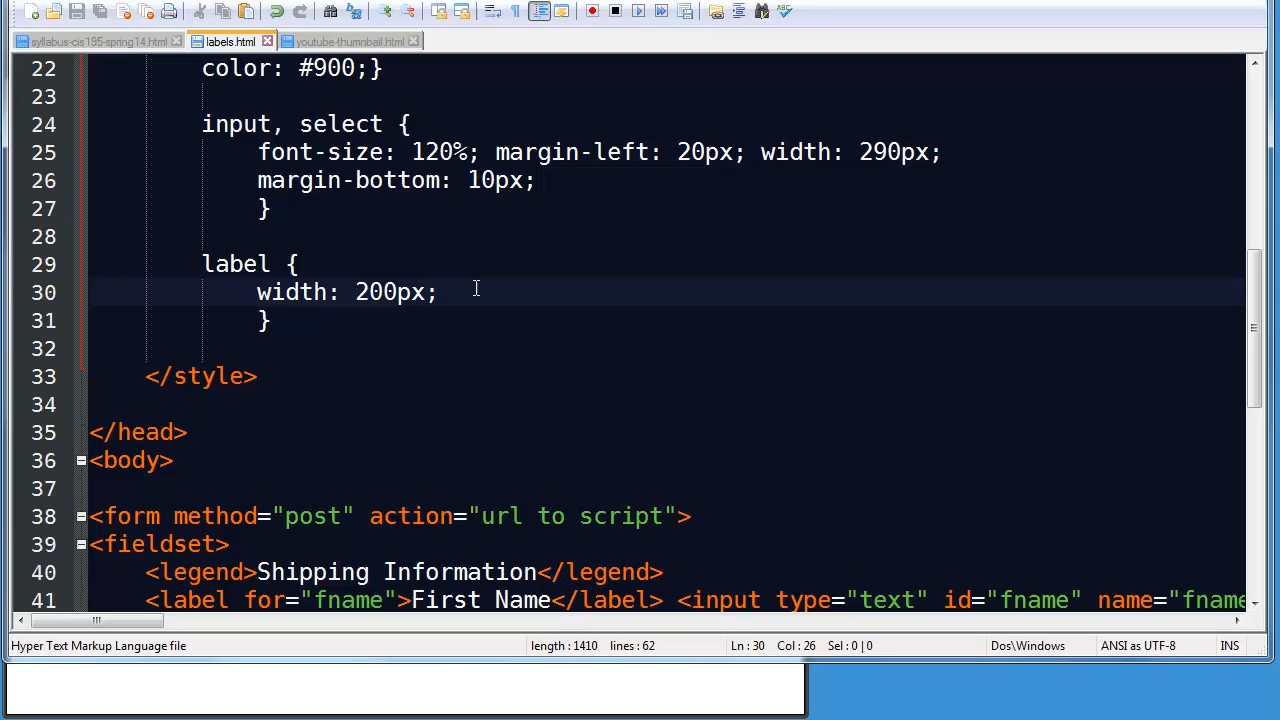 syllabus-cis195-spring14.html labels.html youtube-thumnbail.html
22 color: #900;}
23
24 input, select {
25 font-size: 120%; margin-left: 20px; width: 290px;
26 margin-bottom: 10px;
27 }
28
29 label {
30 width: 200px;
31 }
32
33 </style>
34
35 </head>
36 <body>
37
38 <form method="post" action="url to script">
39 <fieldset>
40 <legend>Shipping Information</legend>
41 <label for="fname">First Name</label> <input type="text" id="fname" name="fname
Hyper Text Markup Language file length : 1410 lines : 62 Ln : 30 Col : 26 Sel : 0 | 0 Dos\Windows ANSI as UTF-8 INS